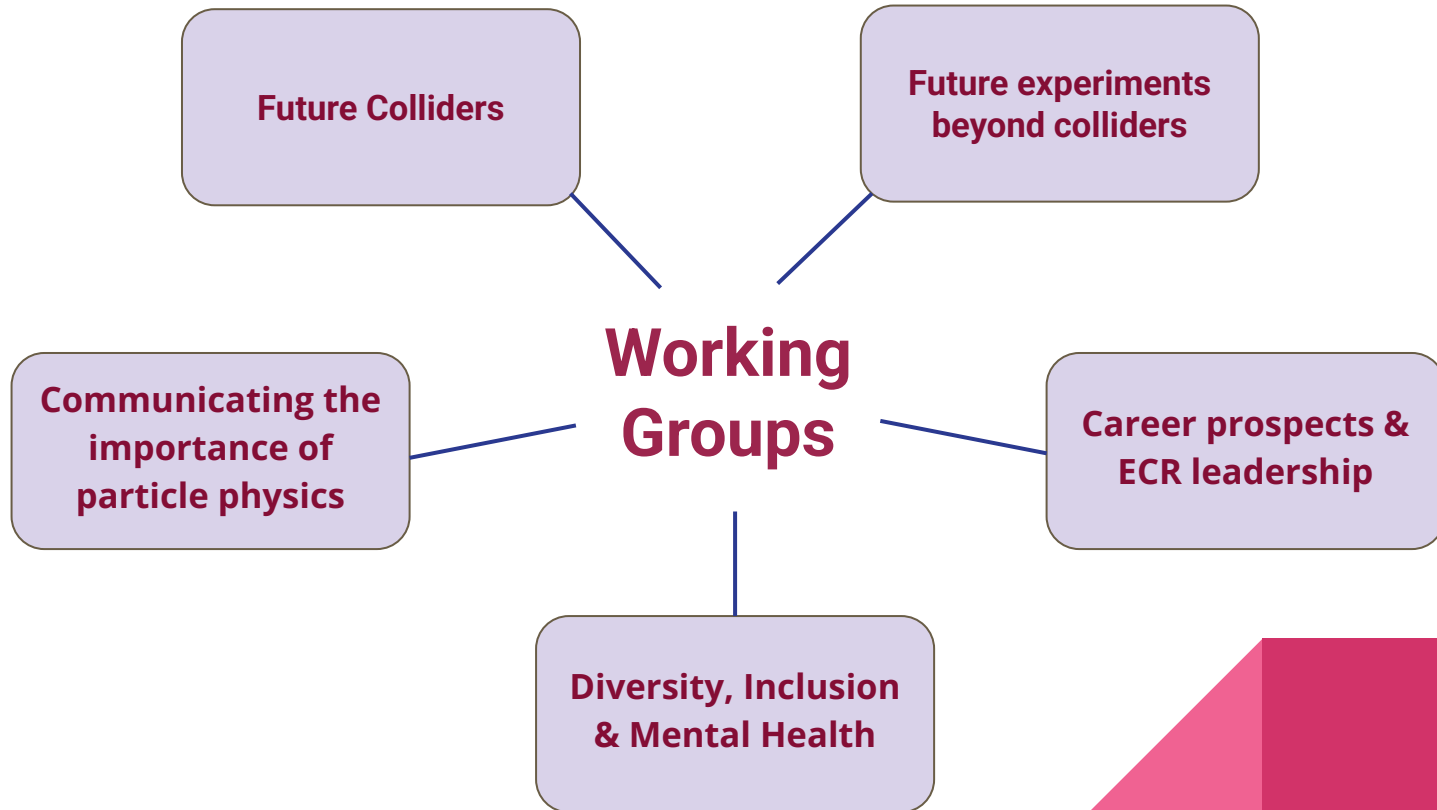 Future Colliders
Future experiments
beyond colliders
Working
Groups
Communicating the
importance of
particle physics
Career prospects &
ECR leadership
Diversity, Inclusion
& Mental Health